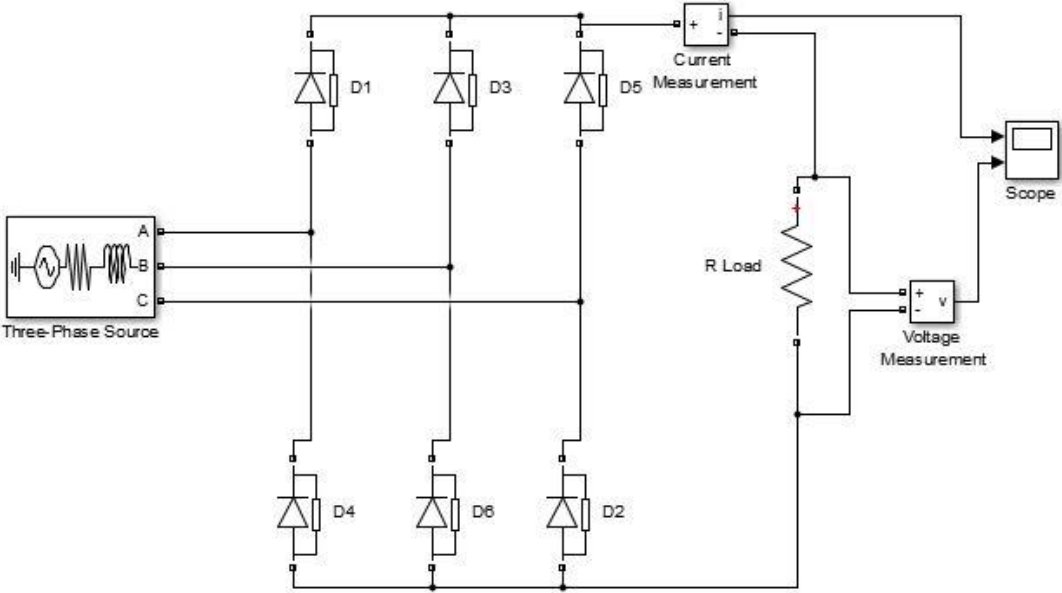 i
+
-
Current
Measurement
D1
D3
D5
Scope
A
B
C
Three-Phase Source
R Load
+
+
-
v
Voltage
Measurement
D4
D6
D2